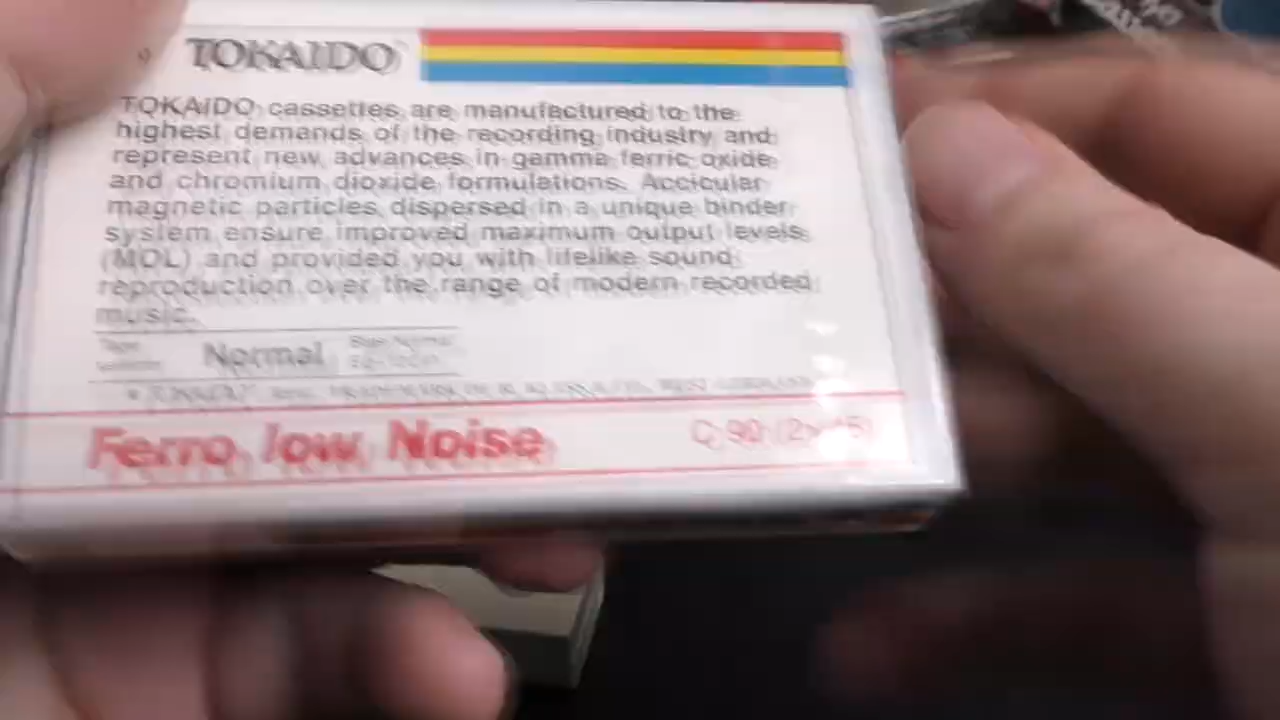 TOKAIDO
TOKAIDO cassettes are manufactured to the
highest demands of the recording industry and
represent new advances in gamma ferric oxide
and chromium dioxide formulations. Accicular
magnetic particles dispersed in a unique binder
system ensure improved maximum output levels
(MOL) and provided you with lifelike sound
reproduction over the range of modern recorded
music.
Normal
Ferro low Noise
C 90 (2x45)